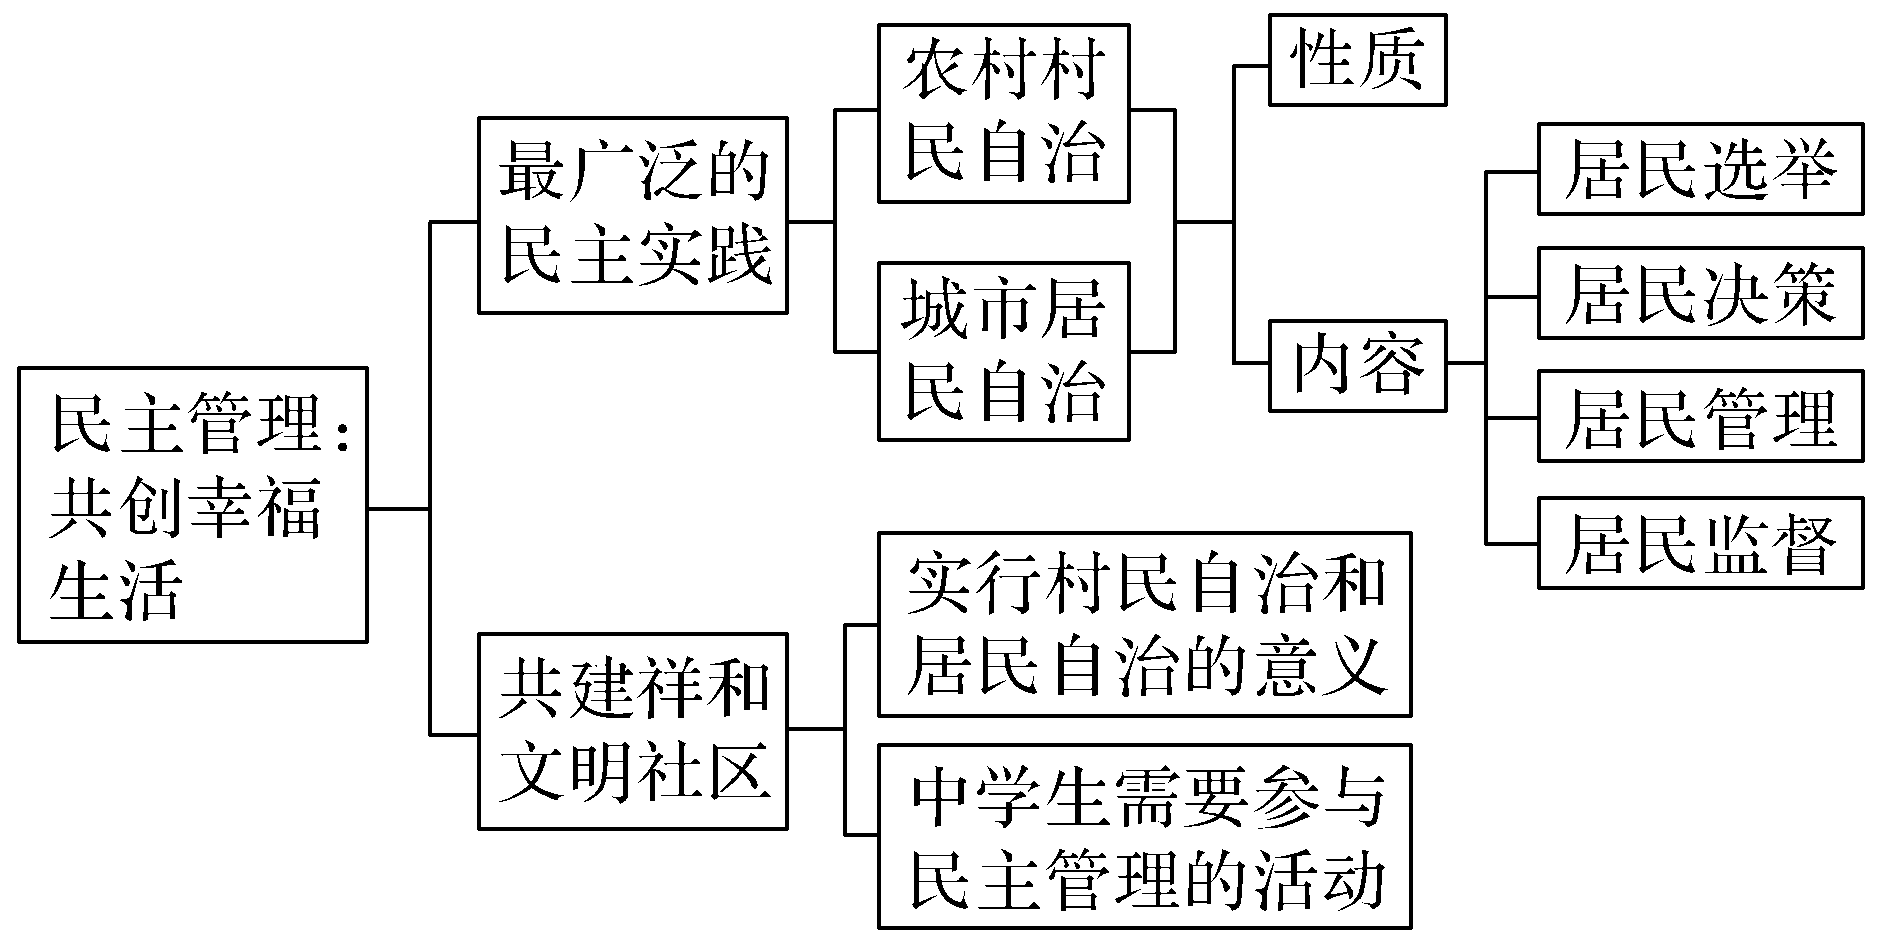 民主管理：
共创幸福
生活
最广泛的
民主实践
农村村
民自治
城市居
民自治
性质
内容
居民选举
居民决策
居民管理
居民监督
共建祥和
文明社区
实行村民自治和
居民自治的意义
中学生需要参与
民主管理的活动